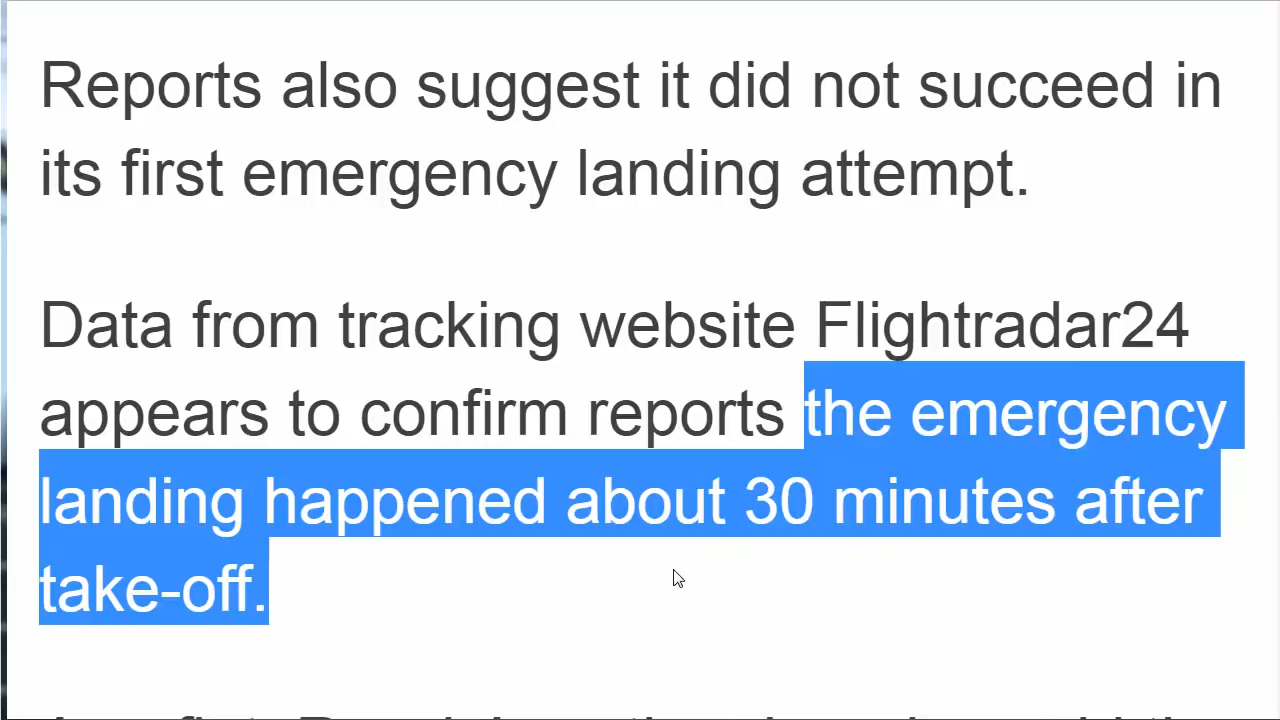 Reports also suggest it did not succeed in
its first emergency landing attempt.
Data from tracking website Flightradar24
appears to confirm reports the emergency
landing happened about 30 minutes after
take-off.